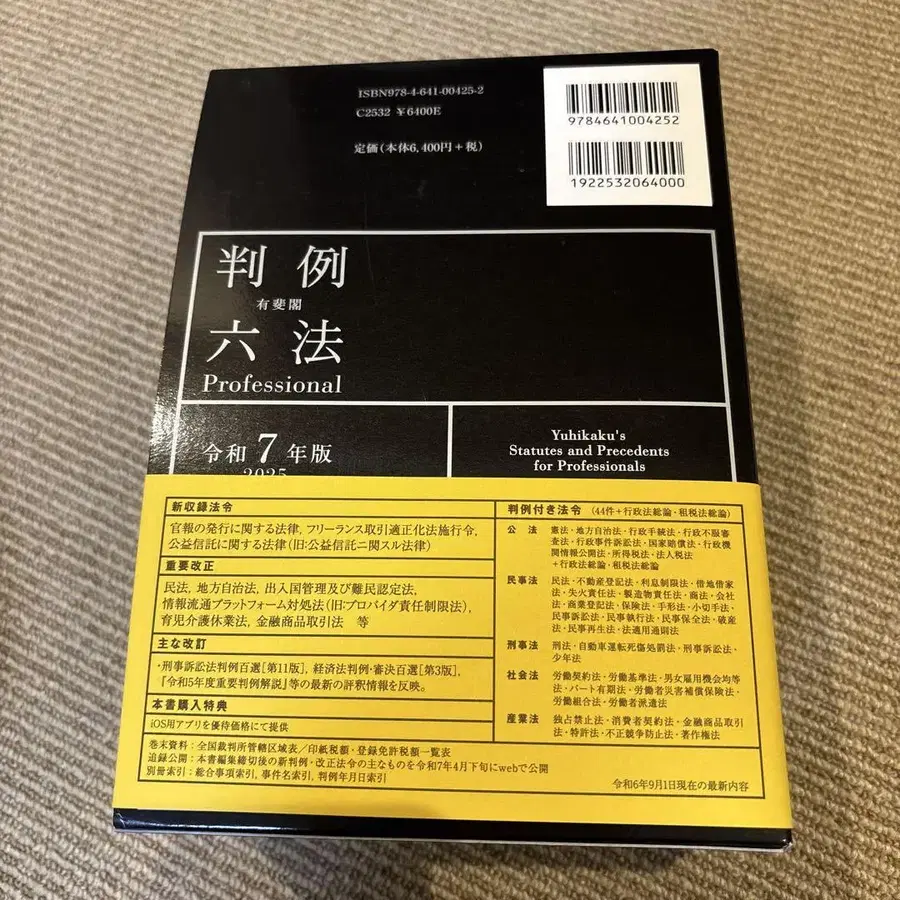 ISBN978-4-641-00425-2
C2532 ¥6400E
定価(本体6,400円+税)
9784641004252
1922532064000
判例
有斐閣
六法
Professional
令和7年版
2025
Yuhikaku's
Statutes and Precedents
for Professionals
新収録法令
官報の発行に関する法律, フリーランス取引適正化法施行令,
公益信託に関する法律(旧:公益信託ニ関スル法律)
重要改正
民法, 地方自治法, 出入国管理及び難民認定法,
情報流通プラットフォーム対処法(旧:プロバイダ責任制限法),
育児介護休業法, 金融商品取引法 等
主な改訂
・刑事訴訟法判例百選[第11版], 経済法判例・審決百選[第3版],
『令和5年度重要判例解説』等の最新の評釈情報を反映。
本書購入特典
iOS用アプリを優待価格にて提供
判例付き法令 (44件+行政法総論・租税法総論)
公法 憲法・地方自治法・行政手続法・行政不服審
査法・行政事件訴訟法・国家賠償法・行政機
関情報公開法・所得税法・法人税法
+行政法総論・租税法総論
民事法 民法・不動産登記法・利息制限法・借地借家
法・失火責任法・製造物責任法・商法・会社
法・商業登記法・保険法・手形法・小切手法・
民事訴訟法・民事執行法・民事保全法・破産
法・民事再生法・法適用通則法
刑事法 刑法・自動車運転死傷処罰法・刑事訴訟法・
少年法
社会法 労働契約法・労働基準法・男女雇用機会均等
法・パート有期法・労働者災害補償保険法・
労働組合法・労働者派遣法
産業法 独占禁止法・消費者契約法・金融商品取引
法・特許法・不正競争防止法・著作権法
巻末資料:全国裁判所管轄区域表/印紙税額・登録免許税額一覧表
追録公開:本書編集締切後の新判例・改正法令の主なものを令和7年4月下旬にwebで公開
別冊索引:総合事項索引, 事件名索引, 判例年月日索引
令和6年9月1日現在の最新内容